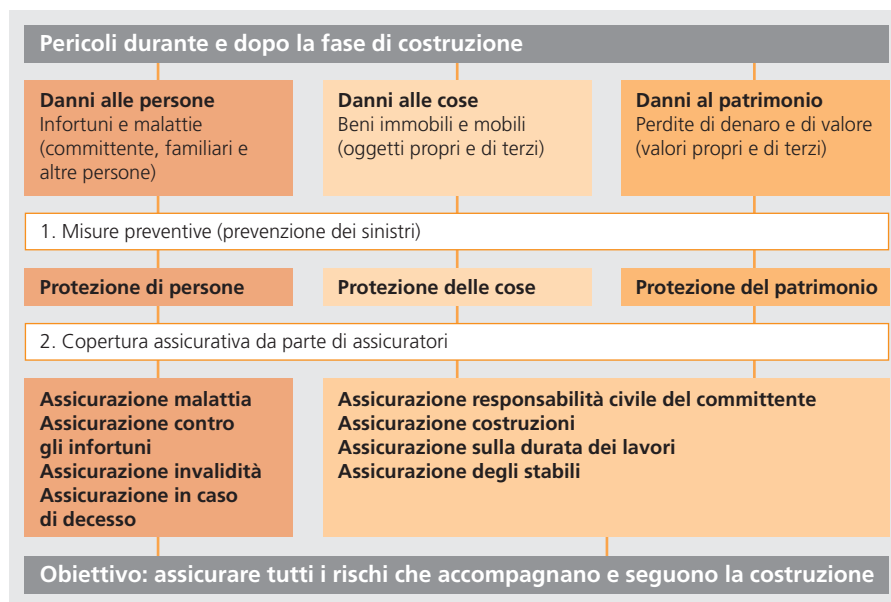 Pericoli durante e dopo la fase di costruzione
Danni alle persone
Infortuni e malattie
(committente, familiari e
altre persone)
Danni alle cose
Beni immobili e mobili
(oggetti propri e di terzi)
Danni al patrimonio
Perdite di denaro e di valore
(valori propri e di terzi)
1. Misure preventive (prevenzione dei sinistri)
Protezione di persone
Protezione delle cose
Protezione del patrimonio
2. Copertura assicurativa da parte di assicuratori
Assicurazione malattia
Assicurazione contro
gli infortuni
Assicurazione invalidità
Assicurazione in caso
di decesso
Assicurazione responsabilità civile del committente
Assicurazione costruzioni
Assicurazione sulla durata dei lavori
Assicurazione degli stabili
Obiettivo: assicurare tutti i rischi che accompagnano e seguono la costruzione